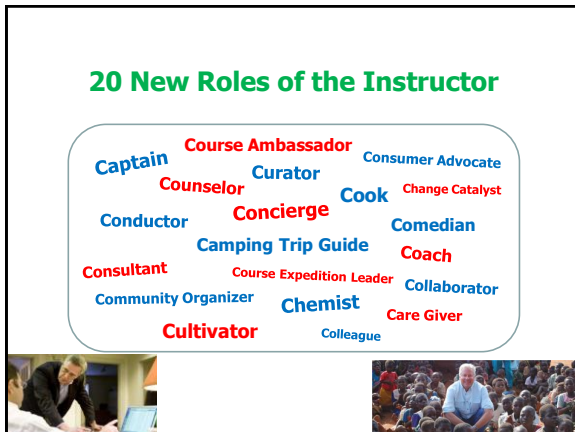 20 New Roles of the Instructor
Course Ambassador
Captain
Consumer Advocate
Curator
Counselor
Cook
Change Catalyst
Concierge
Conductor
Comedian
Camping Trip Guide
Coach
Consultant
Course Expedition Leader
Collaborator
Community Organizer
Chemist
Care Giver
Cultivator
Colleague